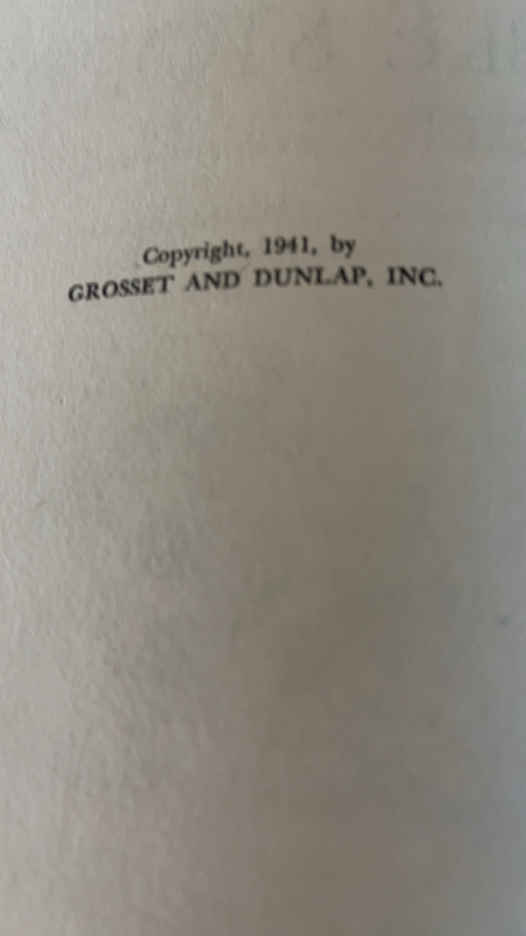 Copyright, 1941, by
GROSSET AND DUNLAP, INC.